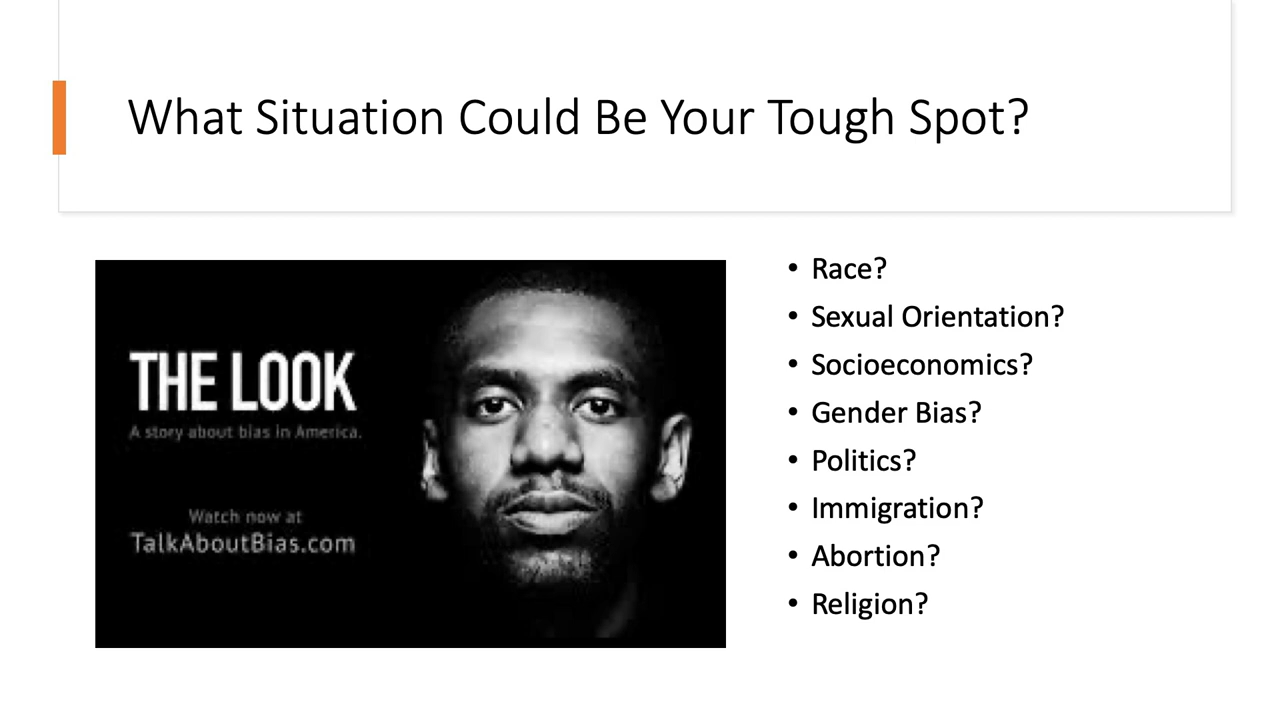 What Situation Could Be Your Tough Spot?
THE LOOK
A story about bias in America.
Watch now at
TalkAboutBias.com
• Race?
• Sexual Orientation?
• Socioeconomics?
• Gender Bias?
• Politics?
• Immigration?
• Abortion?
• Religion?